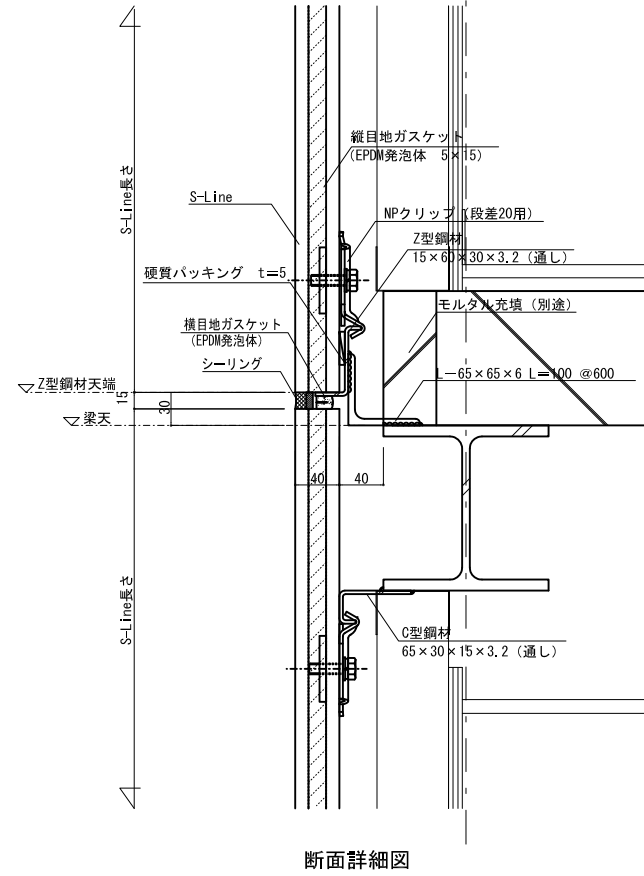 縦目地ガスケット
(EPDM発泡体 5×15)
S-Line長さ
S-Line
NPクリップ (段差20用)
Z型鋼材
15×60×30×3.2 (通し)
硬質パッキング t=5
モルタル充填 (別途)
横目地ガスケット
(EPDM発泡体)
シーリング
L-65×65×6 L=100 @600
Z型鋼材天端
15
30
梁天
40
40
S-Line長さ
C型鋼材
65×30×15×3.2 (通し)
断面詳細図